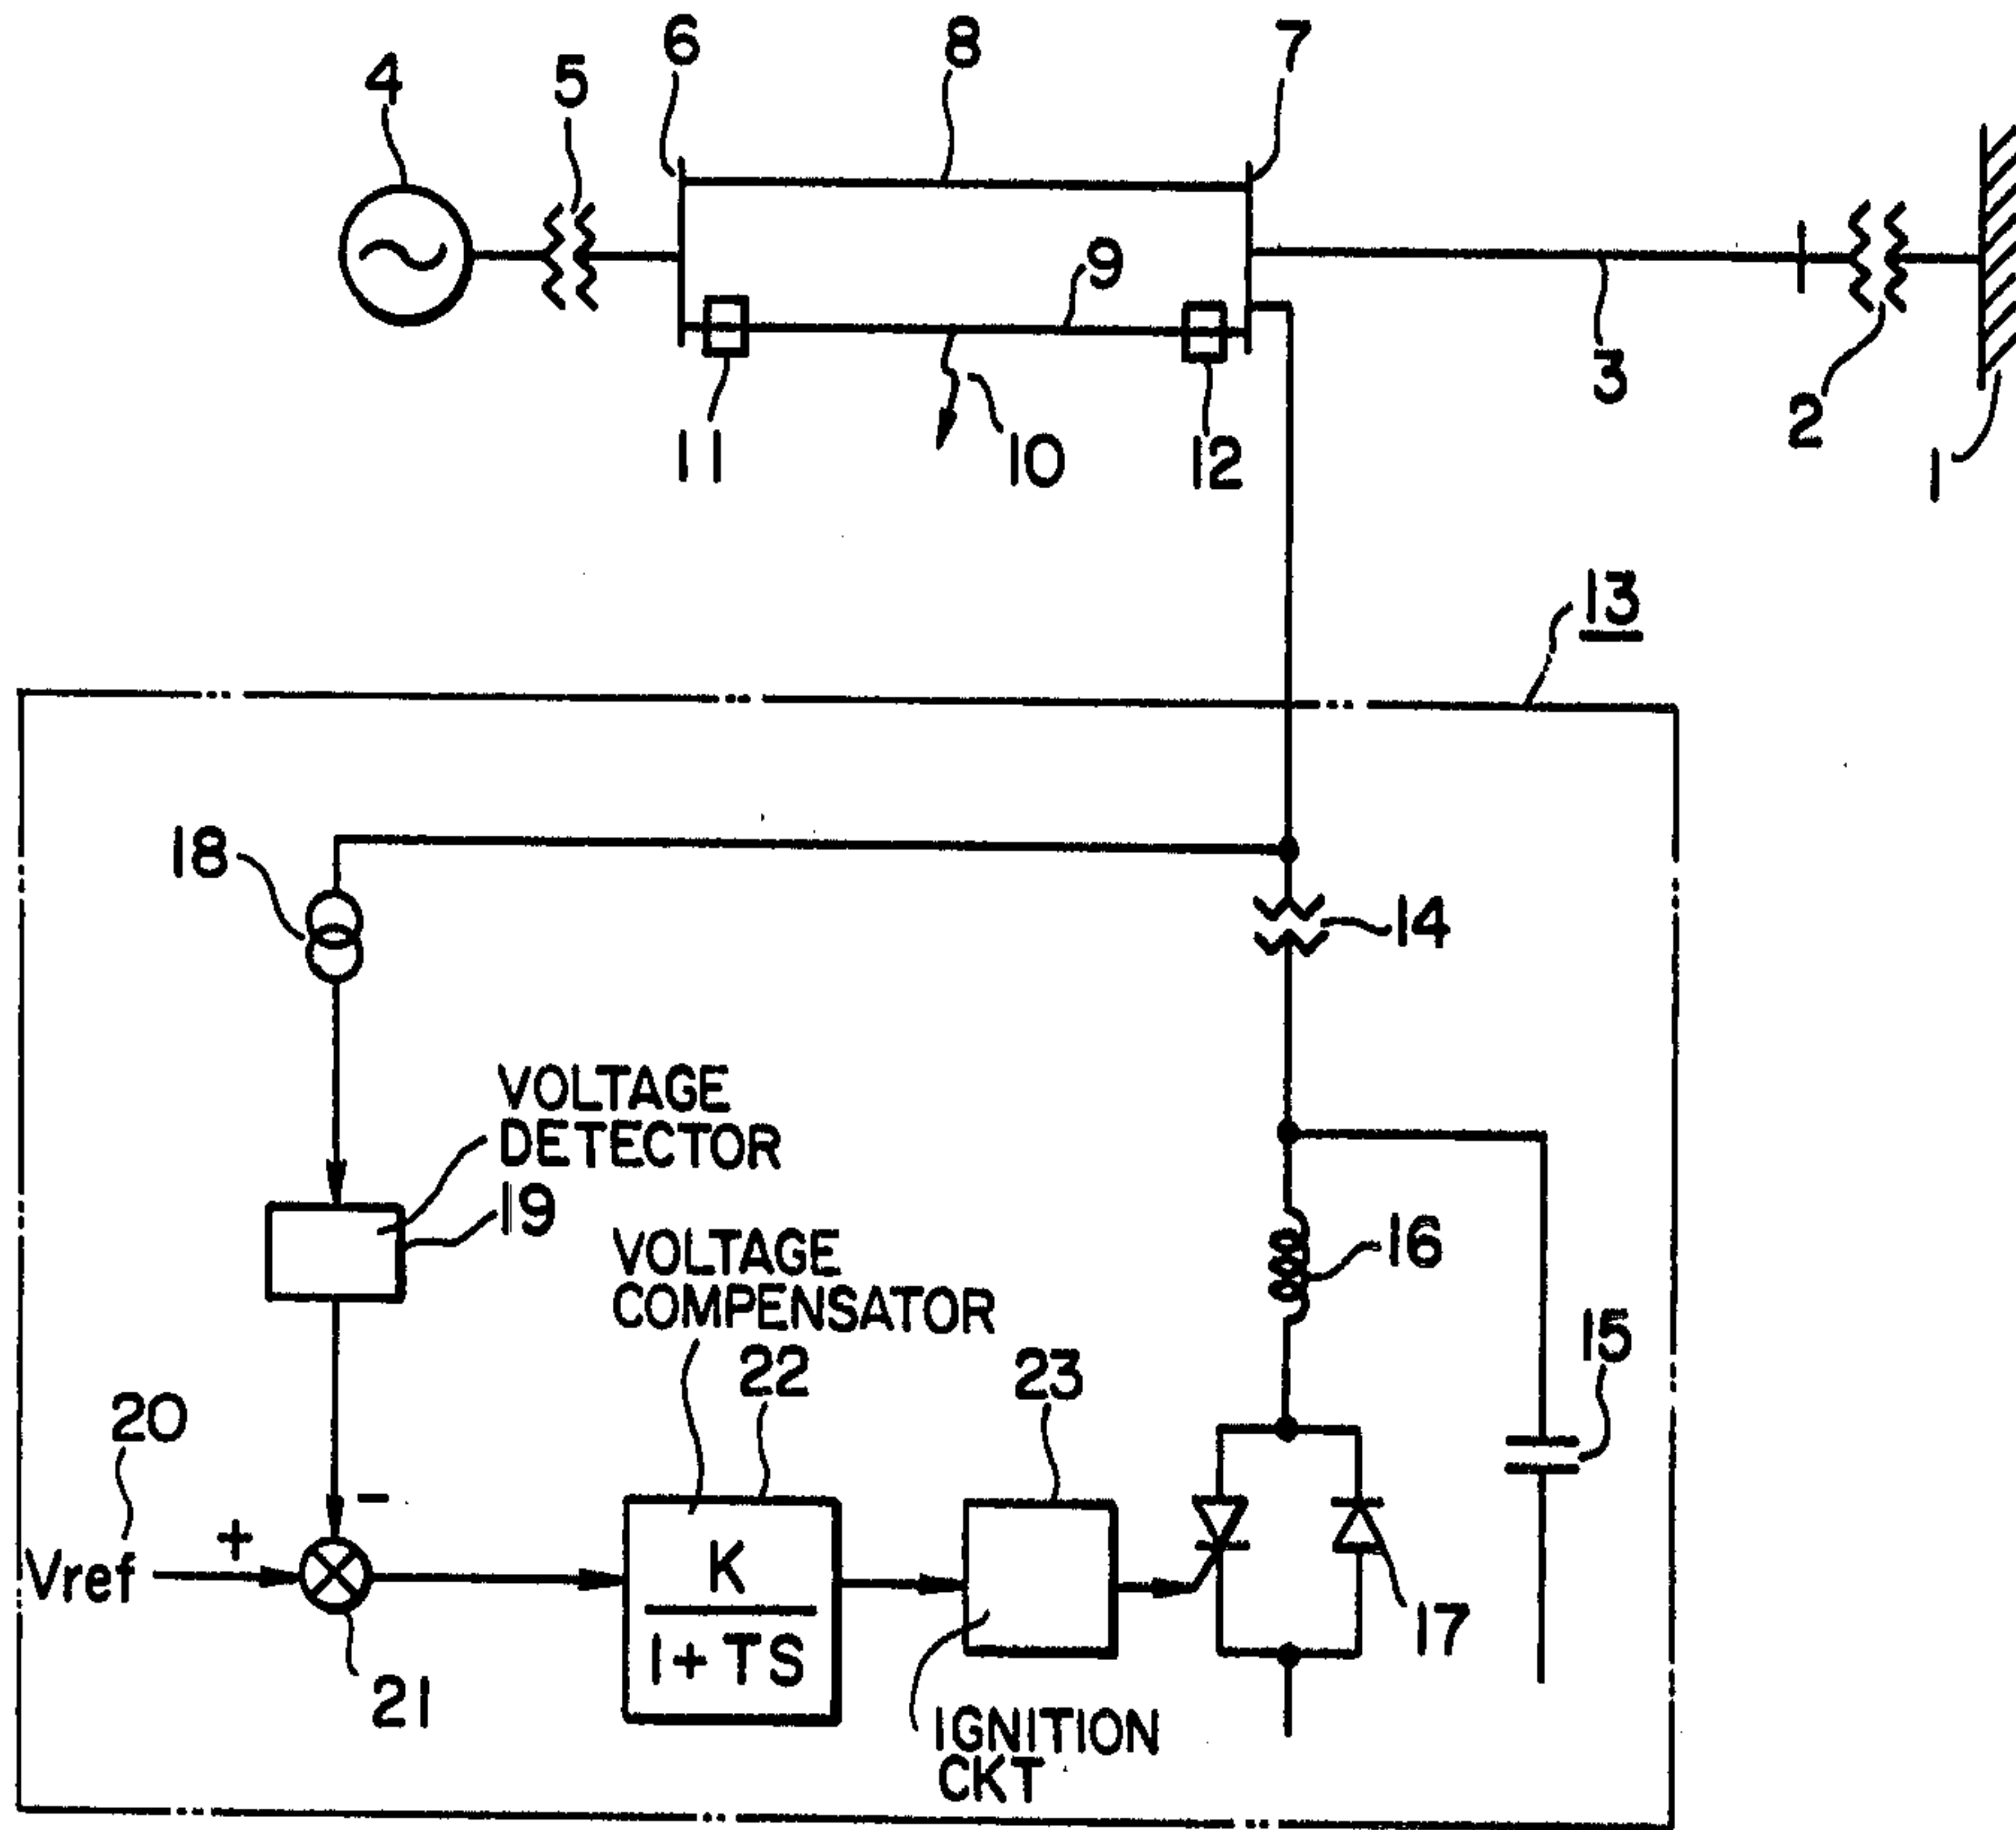 4
5
6
8
7
9
11
10
12
3
2
1
13
18
14
VOLTAGE
DETECTOR
19
VOLTAGE
COMPENSATOR
22
23
16
15
20
-
+
Vref
K
1+TS
17
21
IGNITION
CKT